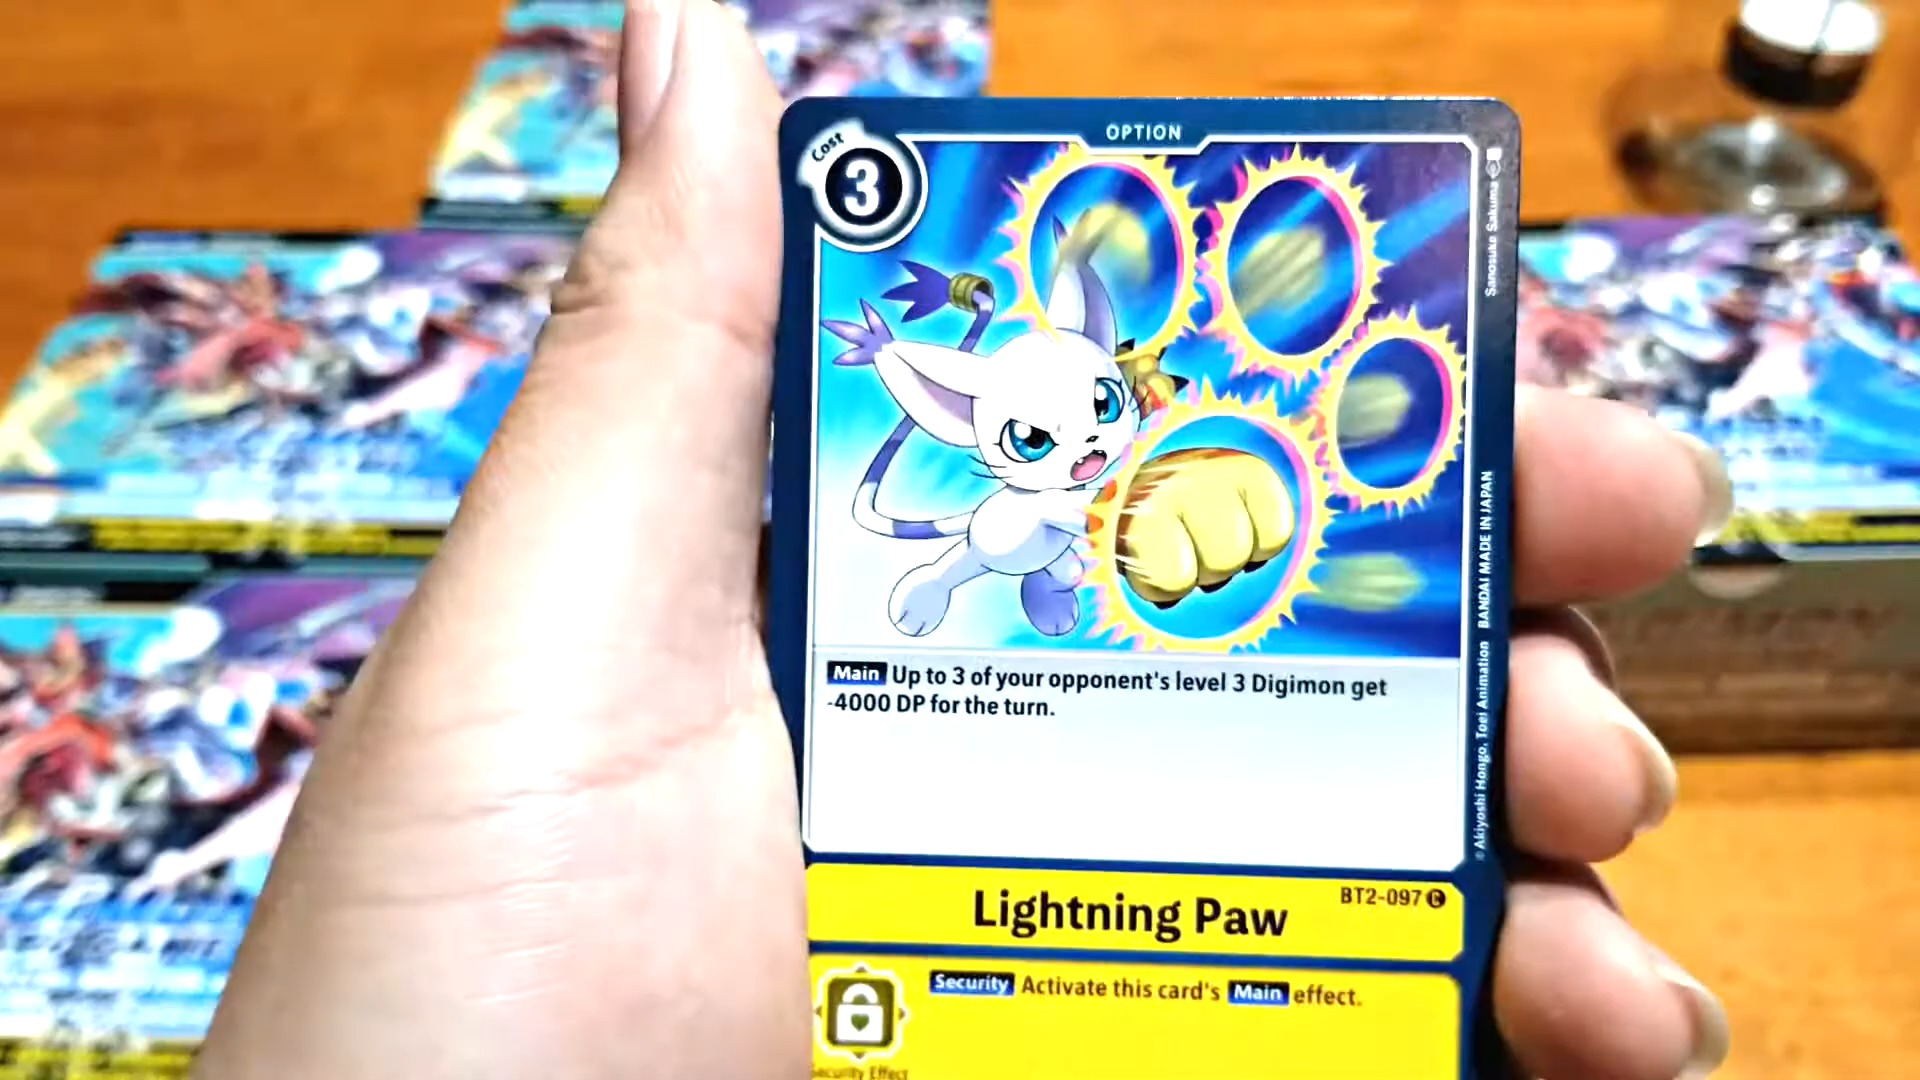 OPTION
Cost
3
Sanosuke Sakuma
© Akiyoshi Hongo, Toei Animation BANDAI MADE IN JAPAN
Main Up to 3 of your opponent's level 3 Digimon get
-4000 DP for the turn.
BT2-097 C
Lightning Paw
Security Activate this card's Main effect.
Security Effect